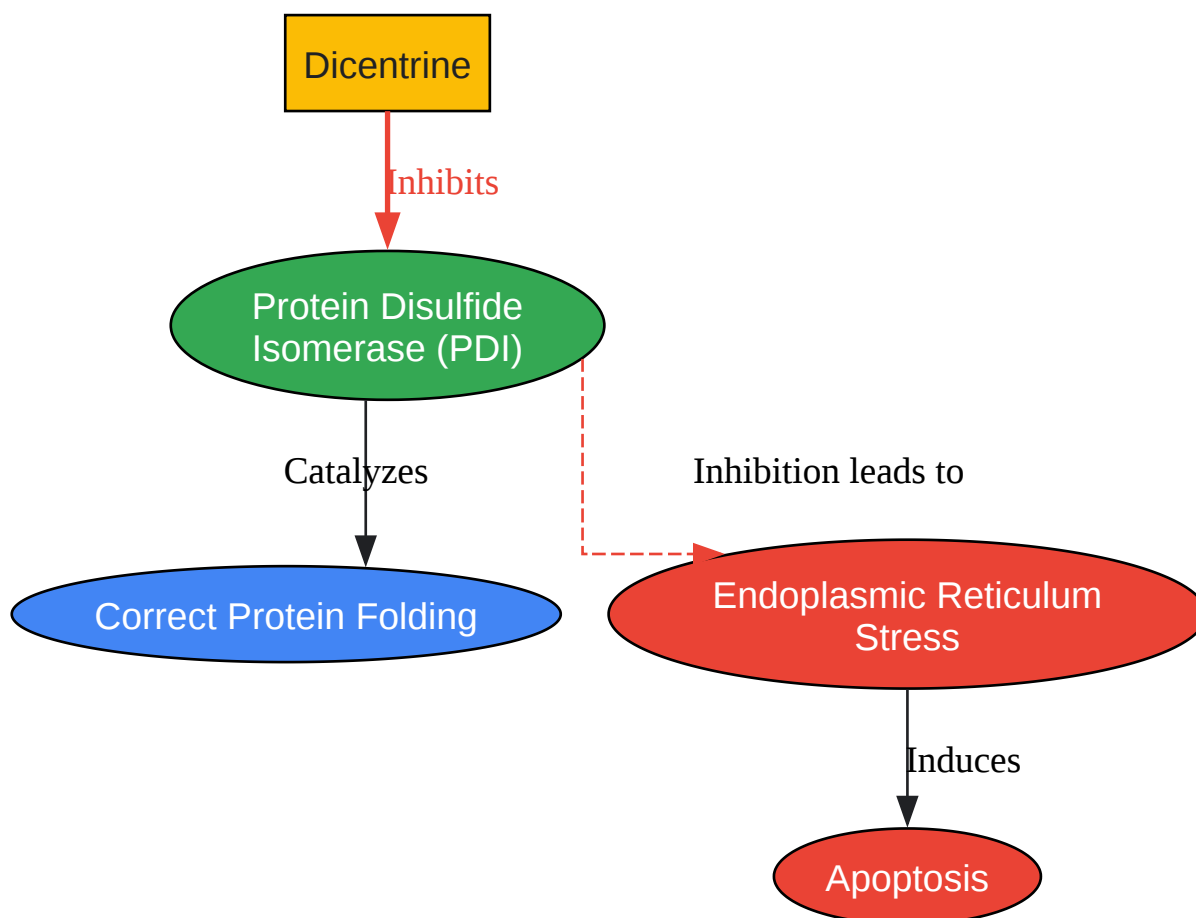 Dicentrine
Inhibits
Protein Disulfide
Isomerase (PDI)
Catalyzes
Inhibition leads to
Correct Protein Folding
Endoplasmic Reticulum
Stress
Induces
Apoptosis